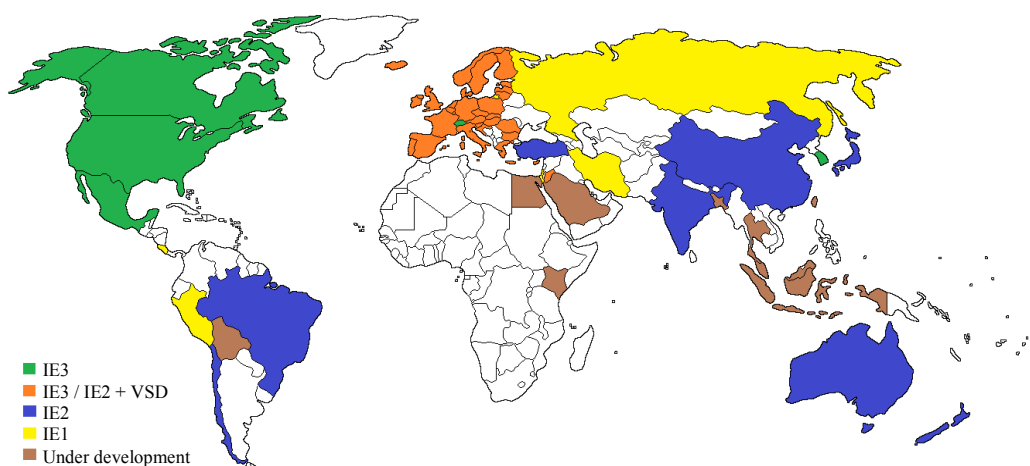 IE3
IE3 / IE2 + VSD
IE2
IE1
Under development